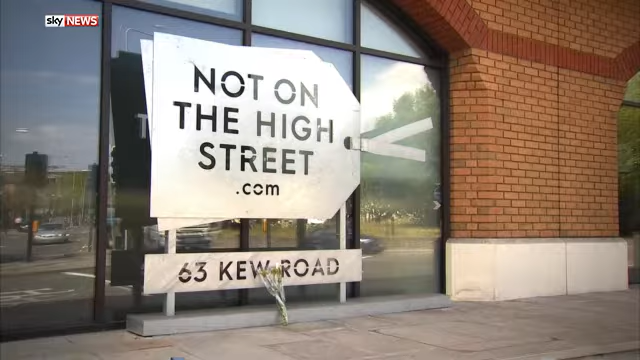 sky NEWS
NOT ON
THE HIGH
STREET
.com
63 KEW ROAD